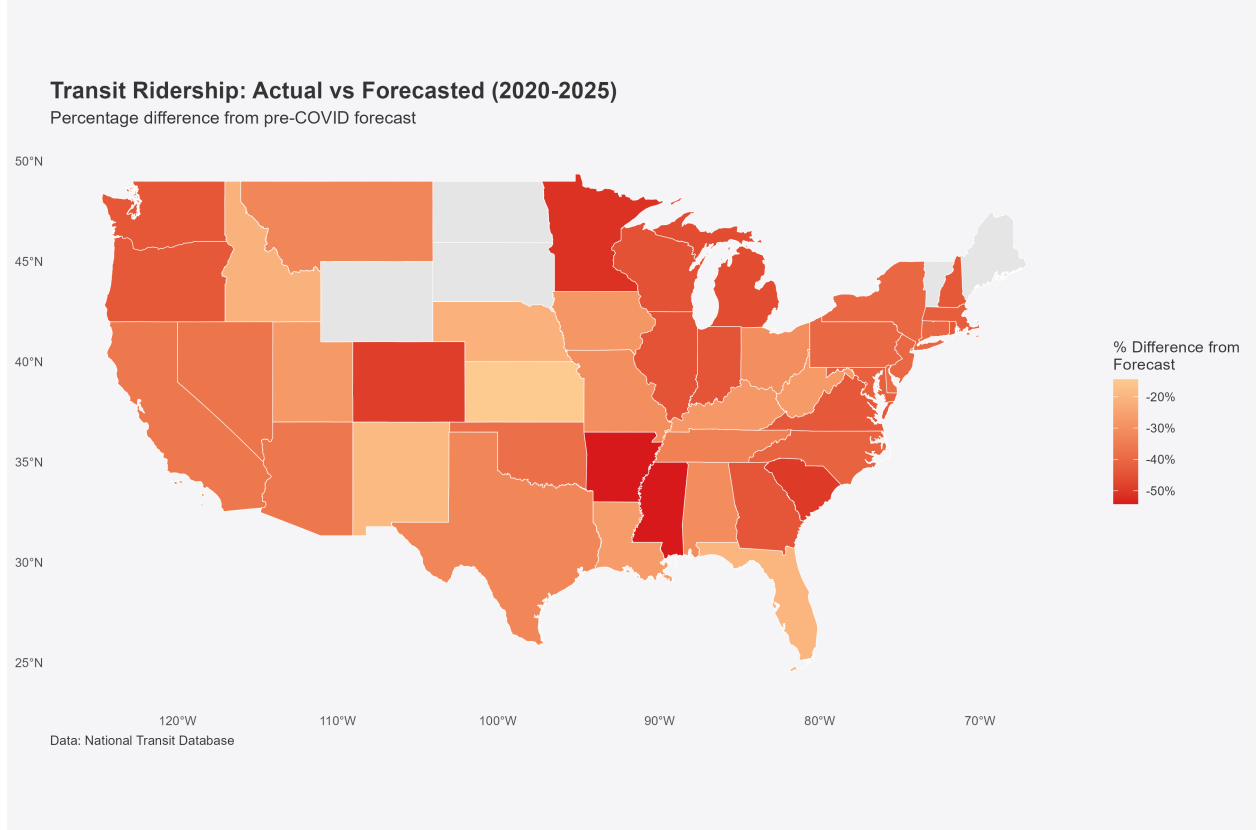 Transit Ridership: Actual vs Forecasted (2020-2025)
Percentage difference from pre-COVID forecast
50°N
45°N
40°N
35°N
30°N
25°N
120°W
110°W
100°W
90°W
80°W
70°W
% Difference from
Forecast
-20%
-30%
-40%
-50%
Data: National Transit Database